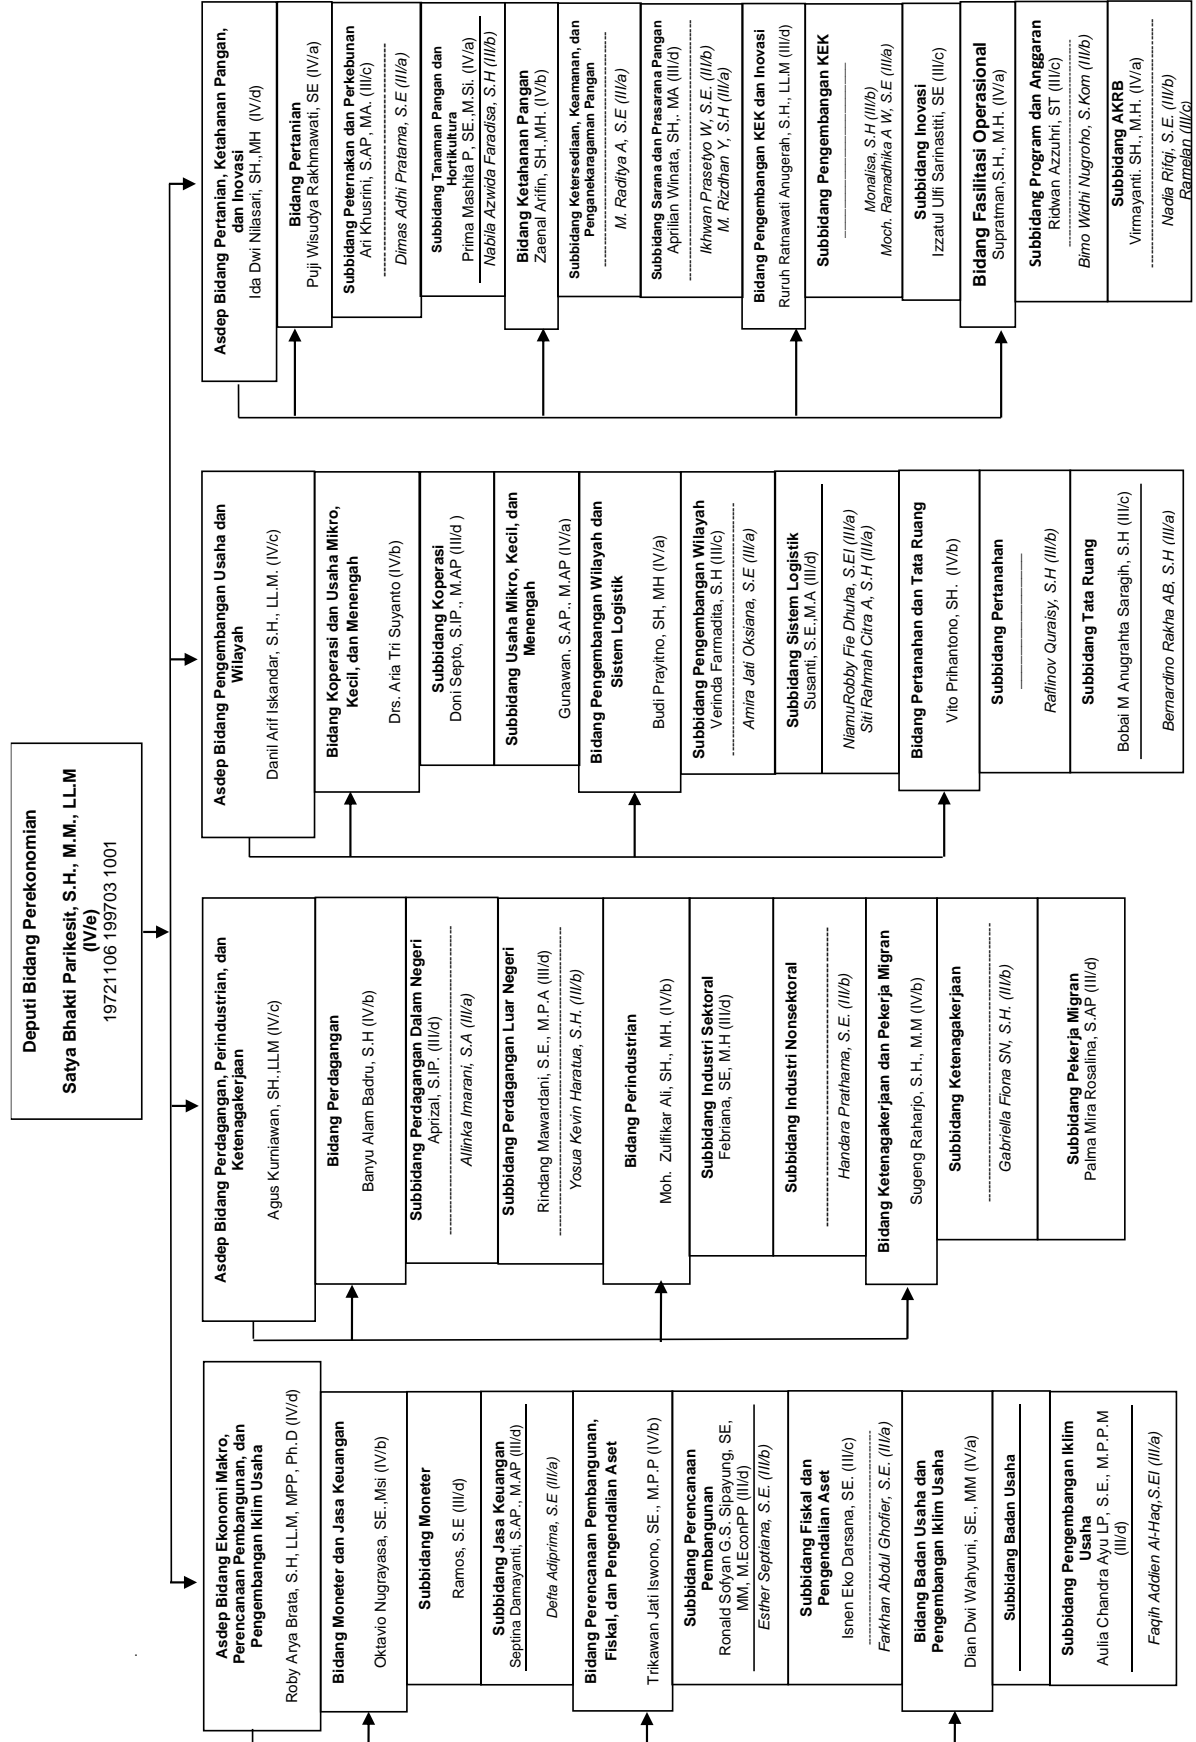 Deputi Bidang Perekonomian
Satya Bhakti Parikesit, S.H., M.M., LL.M
(IV/e)
19721106 199703 1001
Asdep Bidang Ekonomi Makro,
Perencanaan Pembangunan, dan
Pengembangan Iklim Usaha
Roby Arya Brata, S.H, LL.M, MPP, Ph.D (IV/d)
Bidang Moneter dan Jasa Keuangan
Oktavio Nugrayasa, SE.,Msi (IV/b)
Subbidang Moneter
Ramos, S.E (III/d)
Subbidang Jasa Keuangan
Septina Damayanti, S.AP., M.AP (III/d)
Defta Adiprima, S.E (III/a)
Bidang Perencanaan Pembangunan,
Fiskal, dan Pengendalian Aset
Trikawan Jati Iswono, SE., M.P.P (IV/b)
Subbidang Perencanaan
Pembangunan
Ronald Sofyan G.S. Sipayung, SE,
MM, M.EconPP (III/d)
Esther Septiana, S.E. (III/b)
Subbidang Fiskal dan
Pengendalian Aset
Isnen Eko Darsana, SE. (III/c)
Farkhan Abdul Ghofier, S.E. (III/a)
Bidang Badan Usaha dan
Pengembangan Iklim Usaha
Dian Dwi Wahyuni, SE., MM (IV/a)
Subbidang Badan Usaha
Subbidang Pengembangan Iklim
Usaha
Aulia Chandra Ayu LP, S.E., M.P.P.M
(III/d)
Faqih Addien Al-Haq,S.EI (III/a)
Asdep Bidang Perdagangan, Perindustrian, dan
Ketenagakerjaan
Agus Kurniawan, SH.,LLM (IV/c)
Bidang Perdagangan
Banyu Alam Badru, S.H (IV/b)
Subbidang Perdagangan Dalam Negeri
Aprizal, S.IP. (III/d)
Allinka Imarani, S.A (III/a)
Subbidang Perdagangan Luar Negeri
Rindang Mawardani, S.E., M.P.A (III/d)
Yosua Kevin Haratua, S.H. (III/b)
Bidang Perindustrian
Moh. Zulfikar Ali, SH., MH. (IV/b)
Subbidang Industri Sektoral
Febriana, SE, M.H (III/d)
Subbidang Industri Nonsektoral
Handara Prathama, S.E. (III/b)
Bidang Ketenagakerjaan dan Pekerja Migran
Sugeng Raharjo, S.H., M.M (IV/b)
Subbidang Ketenagakerjaan
Gabriella Fiona SN, S.H. (III/b)
Subbidang Pekerja Migran
Palma Mira Rosalina, S.AP (III/d)
Asdep Bidang Pengembangan Usaha dan
Wilayah
Danil Arif Iskandar, S.H., LL.M. (IV/c)
Bidang Koperasi dan Usaha Mikro,
Kecil, dan Menengah
Drs. Aria Tri Suyanto (IV/b)
Subbidang Koperasi
Doni Septo, S.IP., M.AP (III/d )
Subbidang Usaha Mikro, Kecil, dan
Menengah
Gunawan, S.AP., M.AP (IV/a)
Bidang Pengembangan Wilayah dan
Sistem Logistik
Budi Prayitno, SH, MH (IV/a)
Subbidang Pengembangan Wilayah
Verinda Farmadita, S.H (III/c)
Amira Jati Oksiana, S.E (III/a)
Subbidang Sistem Logistik
Susanti, S.E.,M.A (III/d)
NiamuRobby Fie Dhuha, S.EI (III/a)
Siti Rahmah Citra A, S.H (III/a)
Bidang Pertanahan dan Tata Ruang
Vito Prihantono, SH. (IV/b)
Subbidang Pertanahan
Raflinov Quraisy, S.H (III/b)
Subbidang Tata Ruang
Bobai M Anugrahta Saragih, S.H (III/c)
Bernardino Rakha AB, S.H (III/a)
Asdep Bidang Pertanian, Ketahanan Pangan,
dan Inovasi
Ida Dwi Nilasari, SH.,MH  (IV/d)
Bidang Pertanian
Puji Wisudya Rakhmawati, SE (IV/a)
Subbidang Peternakan dan Perkebunan
Ari Khusrini, S.AP, MA. (III/c)
Dimas Adhi Pratama, S.E (III/a)
Subbidang Tanaman Pangan dan
Hortikultura
Prima Mashita P, SE.,M.Si. (IV/a)
Nabila Azwida Faradisa, S.H (III/b)
Bidang Ketahanan Pangan
Zaenal Arifin, SH.,MH. (IV/b)
Subbidang Ketersediaan, Keamanan, dan
Penganekaragaman Pangan
M. Raditya A, S.E (III/a)
Subbidang Sarana dan Prasarana Pangan
Aprilian Winata, SH,. MA (III/d)
Ikhwan Prasetyo W, S.E. (III/b)
M. Rizdhan Y, S.H (III/a)
Bidang Pengembangan KEK dan Inovasi
Ruruh Ratnawati Anugerah, S.H., LL.M (III/d)
Subbidang Pengembangan KEK
Monalisa, S.H (III/b)
Moch. Ramadhika A W, S.E (III/a)
Subbidang Inovasi
Izzatul Ulfi Sarinastiti, SE (III/c)
Bidang Fasilitasi Operasional
Supratman,S.H., M.H. (IV/a)
Subbidang Program dan Anggaran
Ridwan Azzuhri, ST (III/c)
Bimo Widhi Nugroho, S.Kom (III/b)
Subbidang AKRB
Virmayanti. SH., M.H. (IV/a)
Nadia Rifqi, S.E. (III/b)
Ramelan (III/c)